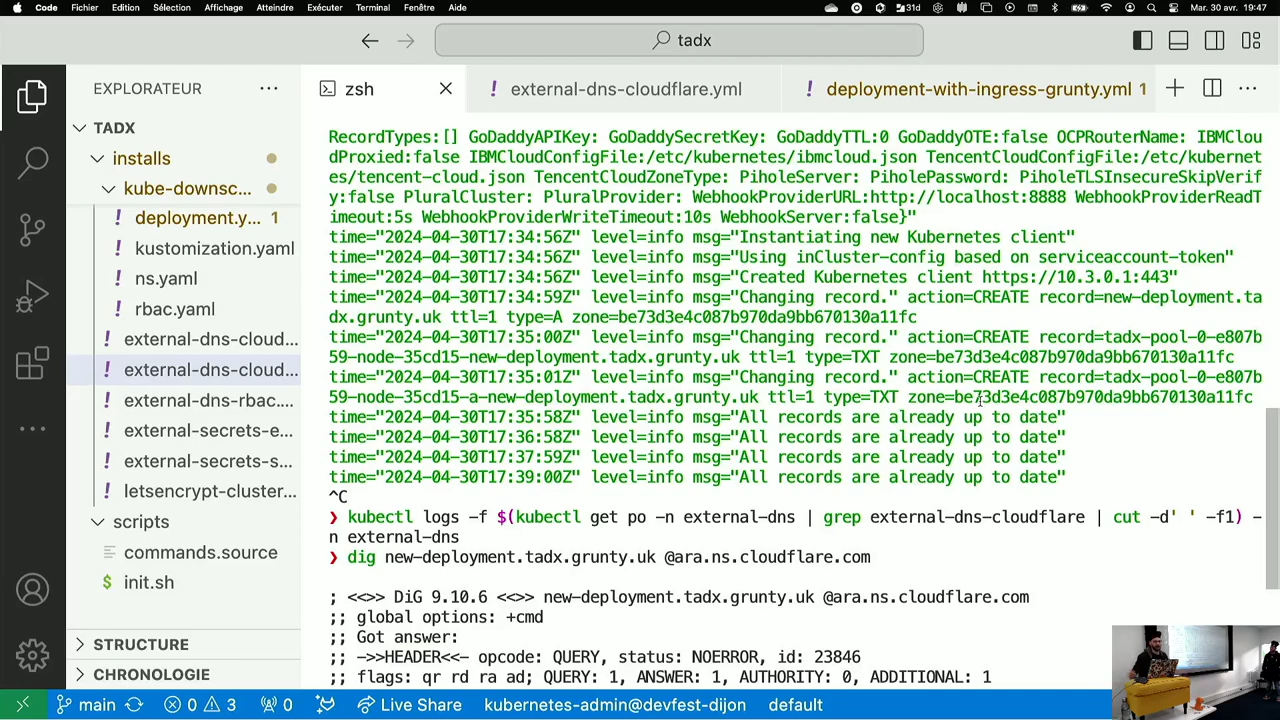 Code Fichier Edition Sélection Affichage Atteindre Exécuter Terminal Fenêtre Aide 31d Mar. 30 avr. 19:47
tadx
EXPLORATEUR
zsh
external-dns-cloudflare.yml
deployment-with-ingress-grunty.yml 1
TADX
installs
kube-downsc...
deployment.y... 1
kustomization.yaml
ns.yaml
rbac.yaml
external-dns-cloud...
external-dns-cloud...
external-dns-rbac....
external-secrets-e...
external-secrets-s...
letsencrypt-cluster...
scripts
commands.source
$ init.sh
STRUCTURE
CHRONOLOGIE
RecordTypes:[] GoDaddyAPIKey: GoDaddySecretKey: GoDaddyTTL:0 GoDaddyOTE:false OCPRouterName: IBMClou
dProxied:false IBMCloudConfigFile:/etc/kubernetes/ibmcloud.json TencentCloudConfigFile:/etc/kubernet
es/tencent-cloud.json TencentCloudZoneType: PiholeServer: PiholePassword: PiholeTLSInsecureSkipVerif
y:false PluralCluster: PluralProvider: WebhookProviderURL:http://localhost:8888 WebhookProviderReadT
imeout:5s WebhookProviderWriteTimeout:10s WebhookServer:false}"
time="2024-04-30T17:34:56Z" level=info msg="Instantiating new Kubernetes client"
time="2024-04-30T17:34:56Z" level=info msg="Using inCluster-config based on serviceaccount-token"
time="2024-04-30T17:34:56Z" level=info msg="Created Kubernetes client https://10.3.0.1:443"
time="2024-04-30T17:34:59Z" level=info msg="Changing record." action=CREATE record=new-deployment.ta
dx.grunty.uk ttl=1 type=A zone=be73d3e4c087b970da9bb670130a11fc
time="2024-04-30T17:35:00Z" level=info msg="Changing record." action=CREATE record=tadx-pool-0-e807b
59-node-35cd15-new-deployment.tadx.grunty.uk ttl=1 type=TXT zone=be73d3e4c087b970da9bb670130a11fc
time="2024-04-30T17:35:01Z" level=info msg="Changing record." action=CREATE record=tadx-pool-0-e807b
59-node-35cd15-a-new-deployment.tadx.grunty.uk ttl=1 type=TXT zone=be73d3e4c087b970da9bb670130a11fc
time="2024-04-30T17:35:58Z" level=info msg="All records are already up to date"
time="2024-04-30T17:36:58Z" level=info msg="All records are already up to date"
time="2024-04-30T17:37:59Z" level=info msg="All records are already up to date"
time="2024-04-30T17:39:00Z" level=info msg="All records are already up to date"
^C
❯ kubectl logs -f $(kubectl get po -n external-dns | grep external-dns-cloudflare | cut -d' ' -f1) -
n external-dns
❯ dig new-deployment.tadx.grunty.uk @ara.ns.cloudflare.com
; <<>> DiG 9.10.6 <<>> new-deployment.tadx.grunty.uk @ara.ns.cloudflare.com
;; global options: +cmd
;; Got answer:
;; ->>HEADER<<- opcode: QUERY, status: NOERROR, id: 23846
;; flags: qr rd ra ad; QUERY: 1, ANSWER: 1, AUTHORITY: 0, ADDITIONAL: 1
main 0 3 0 Live Share kubernetes-admin@devfest-dijon default